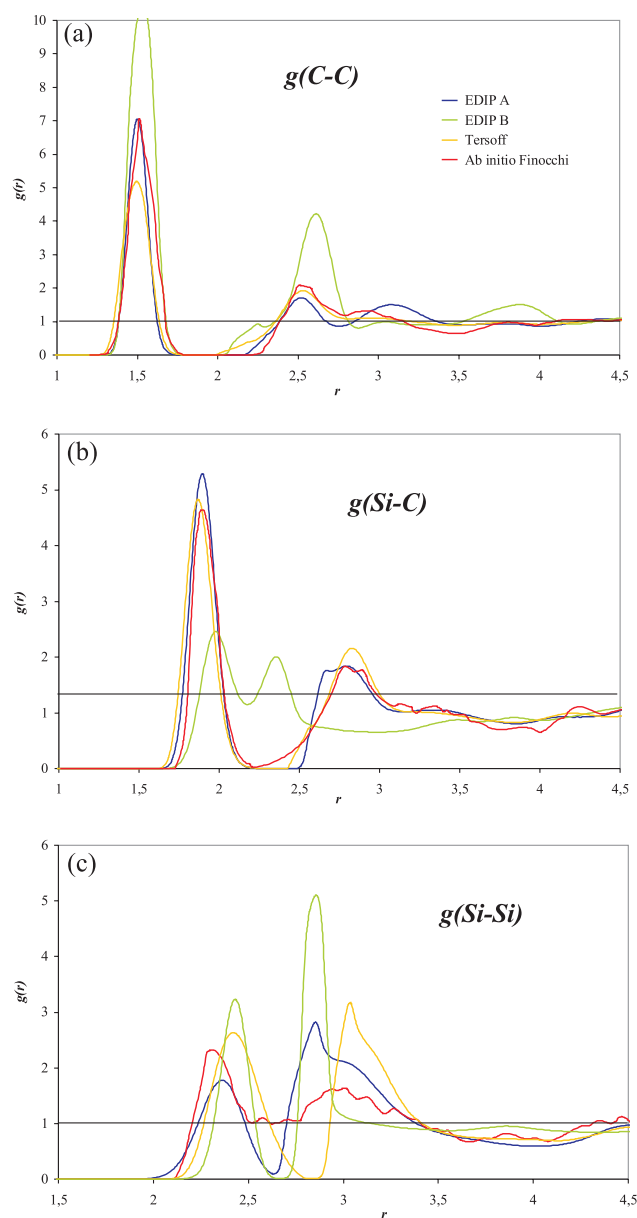 (a)
g(C-C)
EDIP A
EDIP B
Tersoff
Ab initio Finocchi
g(r)
10
9
8
7
6
5
4
3
2
1
0
1 1,5 2 2,5 3 3,5 4 4,5
r
(b)
g(Si-C)
g(r)
6
5
4
3
2
1
0
1 1,5 2 2,5 3 3,5 4 4,5
r
(c)
g(Si-Si)
g(r)
6
5
4
3
2
1
0
1,5 2 2,5 3 3,5 4 4,5
r